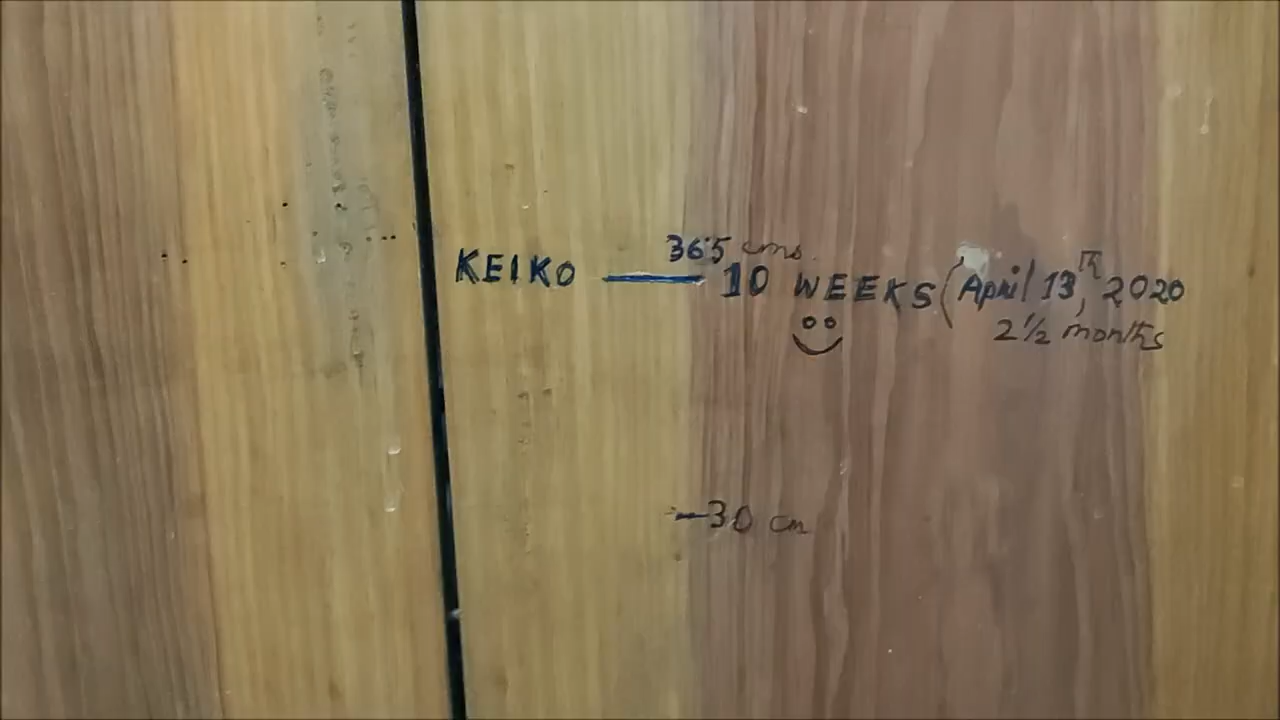 36.5 cms.
KEIKO — 10 WEEKS (April 13th, 2020
2½ months
- 30 cm